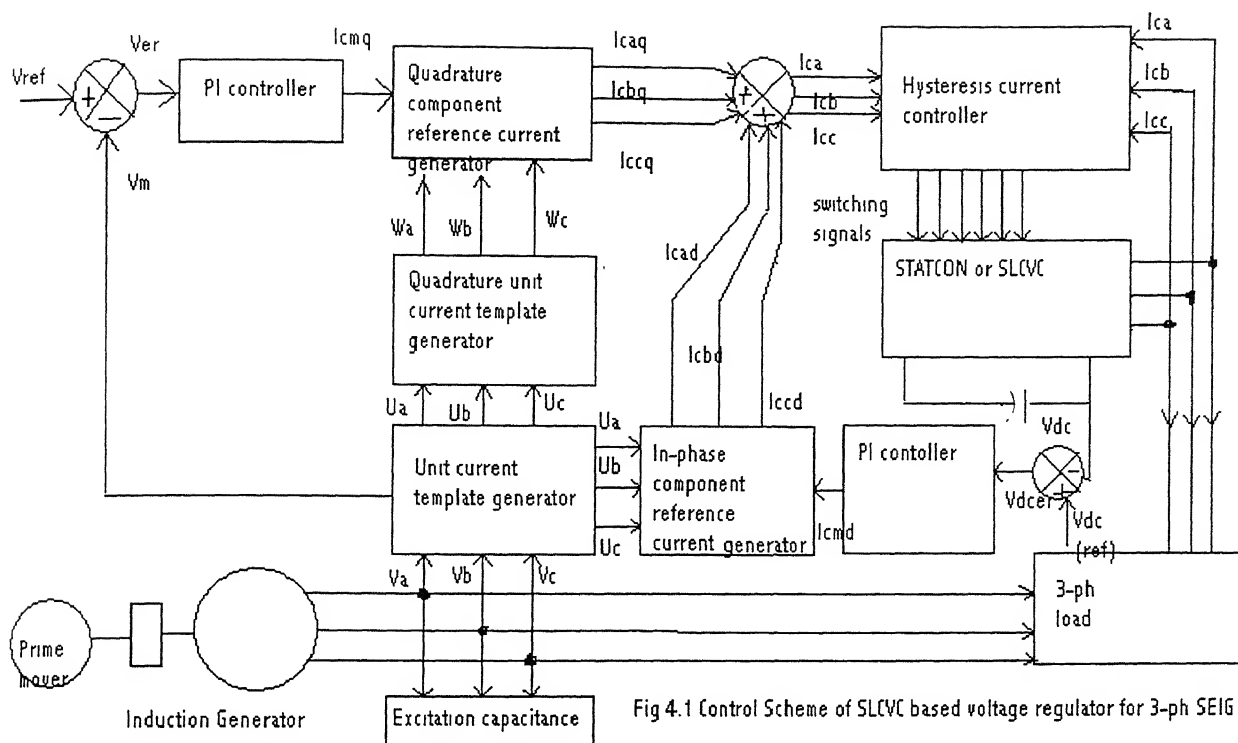 Vref
Ver
PI controller
Icmq
Quadrature
component
reference current
generator
Icaq
Icbq
Iccq
Ica
Icb
Icc
Hysteresis current
controller
Ica
Icb
Icc
Vm
Wa
Wb
Wc
switching
signals
Quadrature unit
current template
generator
Icad
Icbd
Iccd
STATCON or SLCVC
Ua
Ub
Uc
Unit current
template generator
Ua
Ub
Uc
In-phase
component
reference
current generator
Icmd
PI contoller
Vdc
Vdcer
Vdc
(ref)
Va
Vb
Vc
3-ph
load
Prime
mover
Induction Generator
Excitation capacitance
Fig 4.1 Control Scheme of SLCVC based voltage regulator for 3-ph SEIG